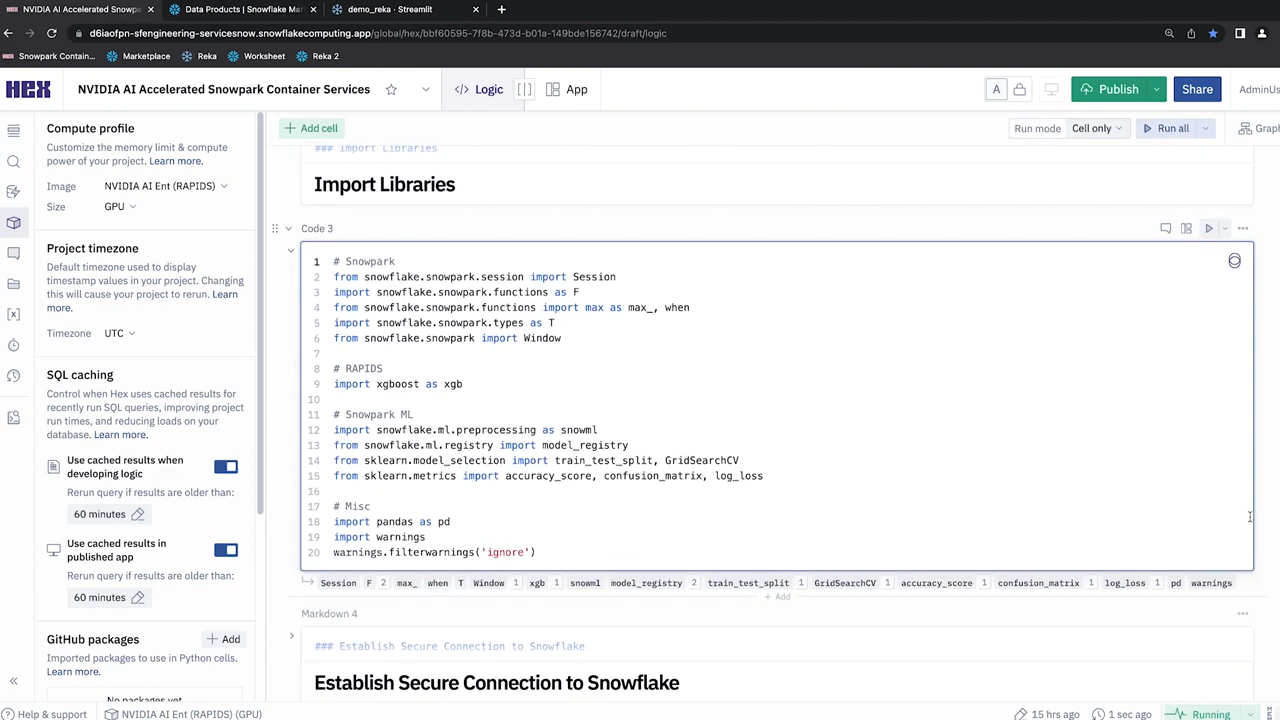 NVIDIA AI Accelerated Snowpa
Data Products | Snowflake Mar
demo_reka · Streamlit
d6iaofpn-sfengineering-servicesnow.snowflakecomputing.app/global/hex/bbf60595-7f8b-473d-b01a-149bde156742/draft/logic
Snowpark Contain...
Marketplace
Reka
Worksheet
Reka 2
HEX
NVIDIA AI Accelerated Snowpark Container Services
</> Logic
App
A
Publish
Share
AdminUs
Compute profile
Customize the memory limit & compute
power of your project. Learn more.
Image NVIDIA AI Ent (RAPIDS)
Size GPU
Project timezone
Default timezone used to display
timestamp values in your project. Changing
this will cause your project to rerun. Learn
more.
Timezone UTC
SQL caching
Control when Hex uses cached results for
recently run SQL queries, improving project
run times, and reducing loads on your
database. Learn more.
Use cached results when
developing logic
Rerun query if results are older than:
60 minutes
Use cached results in
published app
Rerun query if results are older than:
60 minutes
GitHub packages
+ Add
Imported packages to use in Python cells.
Learn more.
No packages yet
+ Add cell
Run mode Cell only
Run all
Grap
### Import Libraries
Import Libraries
Code 3
1 # Snowpark
2 from snowflake.snowpark.session import Session
3 import snowflake.snowpark.functions as F
4 from snowflake.snowpark.functions import max as max_, when
5 import snowflake.snowpark.types as T
6 from snowflake.snowpark import Window
7
8 # RAPIDS
9 import xgboost as xgb
10
11 # Snowpark ML
12 import snowflake.ml.preprocessing as snowml
13 from snowflake.ml.registry import model_registry
14 from sklearn.model_selection import train_test_split, GridSearchCV
15 from sklearn.metrics import accuracy_score, confusion_matrix, log_loss
16
17 # Misc
18 import pandas as pd
19 import warnings
20 warnings.filterwarnings('ignore')
Session F 2 max_ when T Window 1 xgb 1 snowml model_registry 2 train_test_split 1 GridSearchCV 1 accuracy_score 1 confusion_matrix 1 log_loss 1 pd warnings
+ Add
Markdown 4
### Establish Secure Connection to Snowflake
Establish Secure Connection to Snowflake
Help & support
NVIDIA AI Ent (RAPIDS) (GPU)
15 hrs ago
1 sec ago
Running